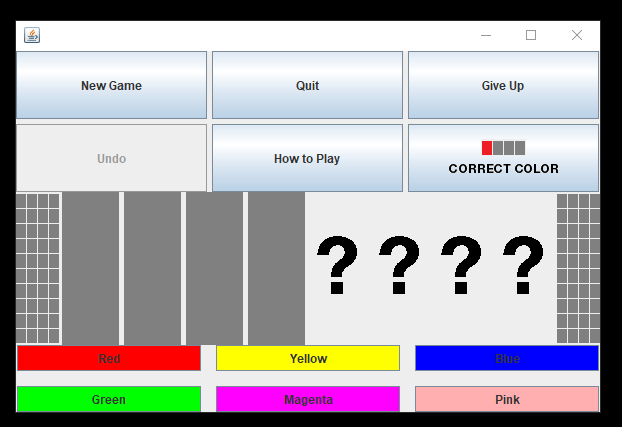 New Game
Quit
Give Up
Undo
How to Play
CORRECT COLOR
? ? ? ?
Red
Yellow
Blue
Green
Magenta
Pink